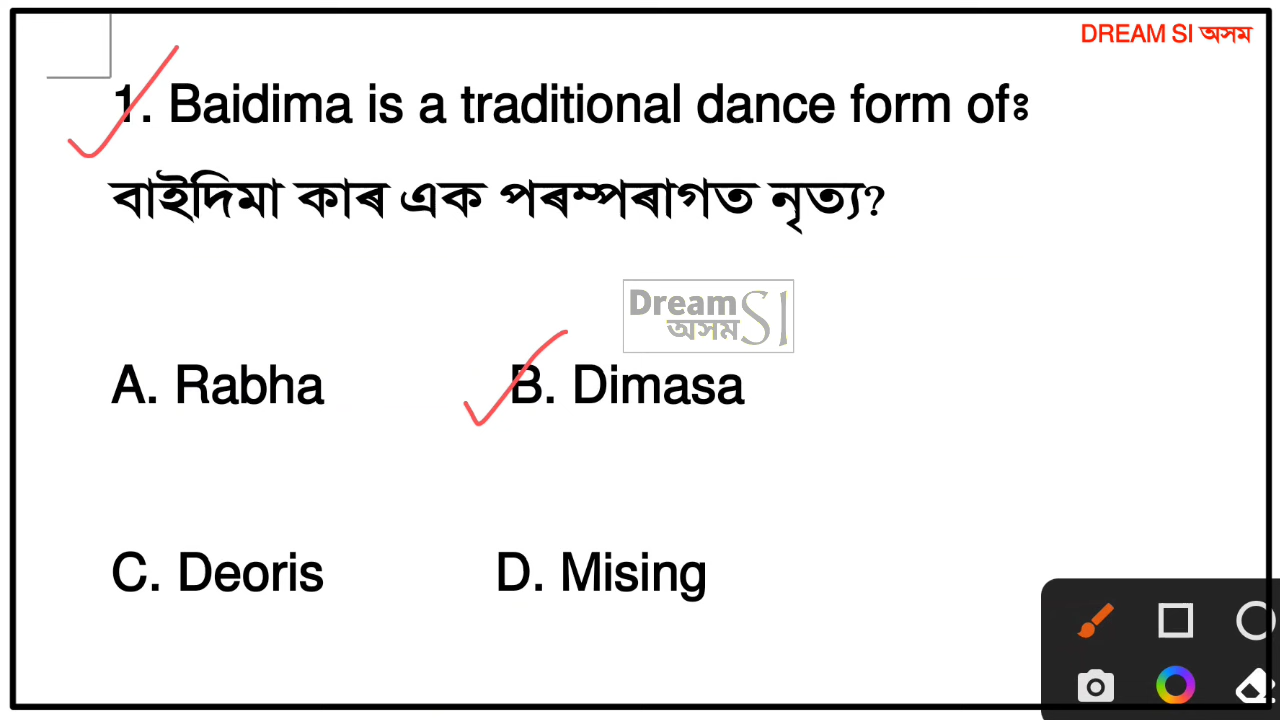 DREAM SI অসম
1. Baidima is a traditional dance form ofঃ
বাইদিমা কাৰ এক পৰম্পৰাগত নৃত্য?
Dream SI
অসম
A. Rabha B. Dimasa
C. Deoris D. Mising